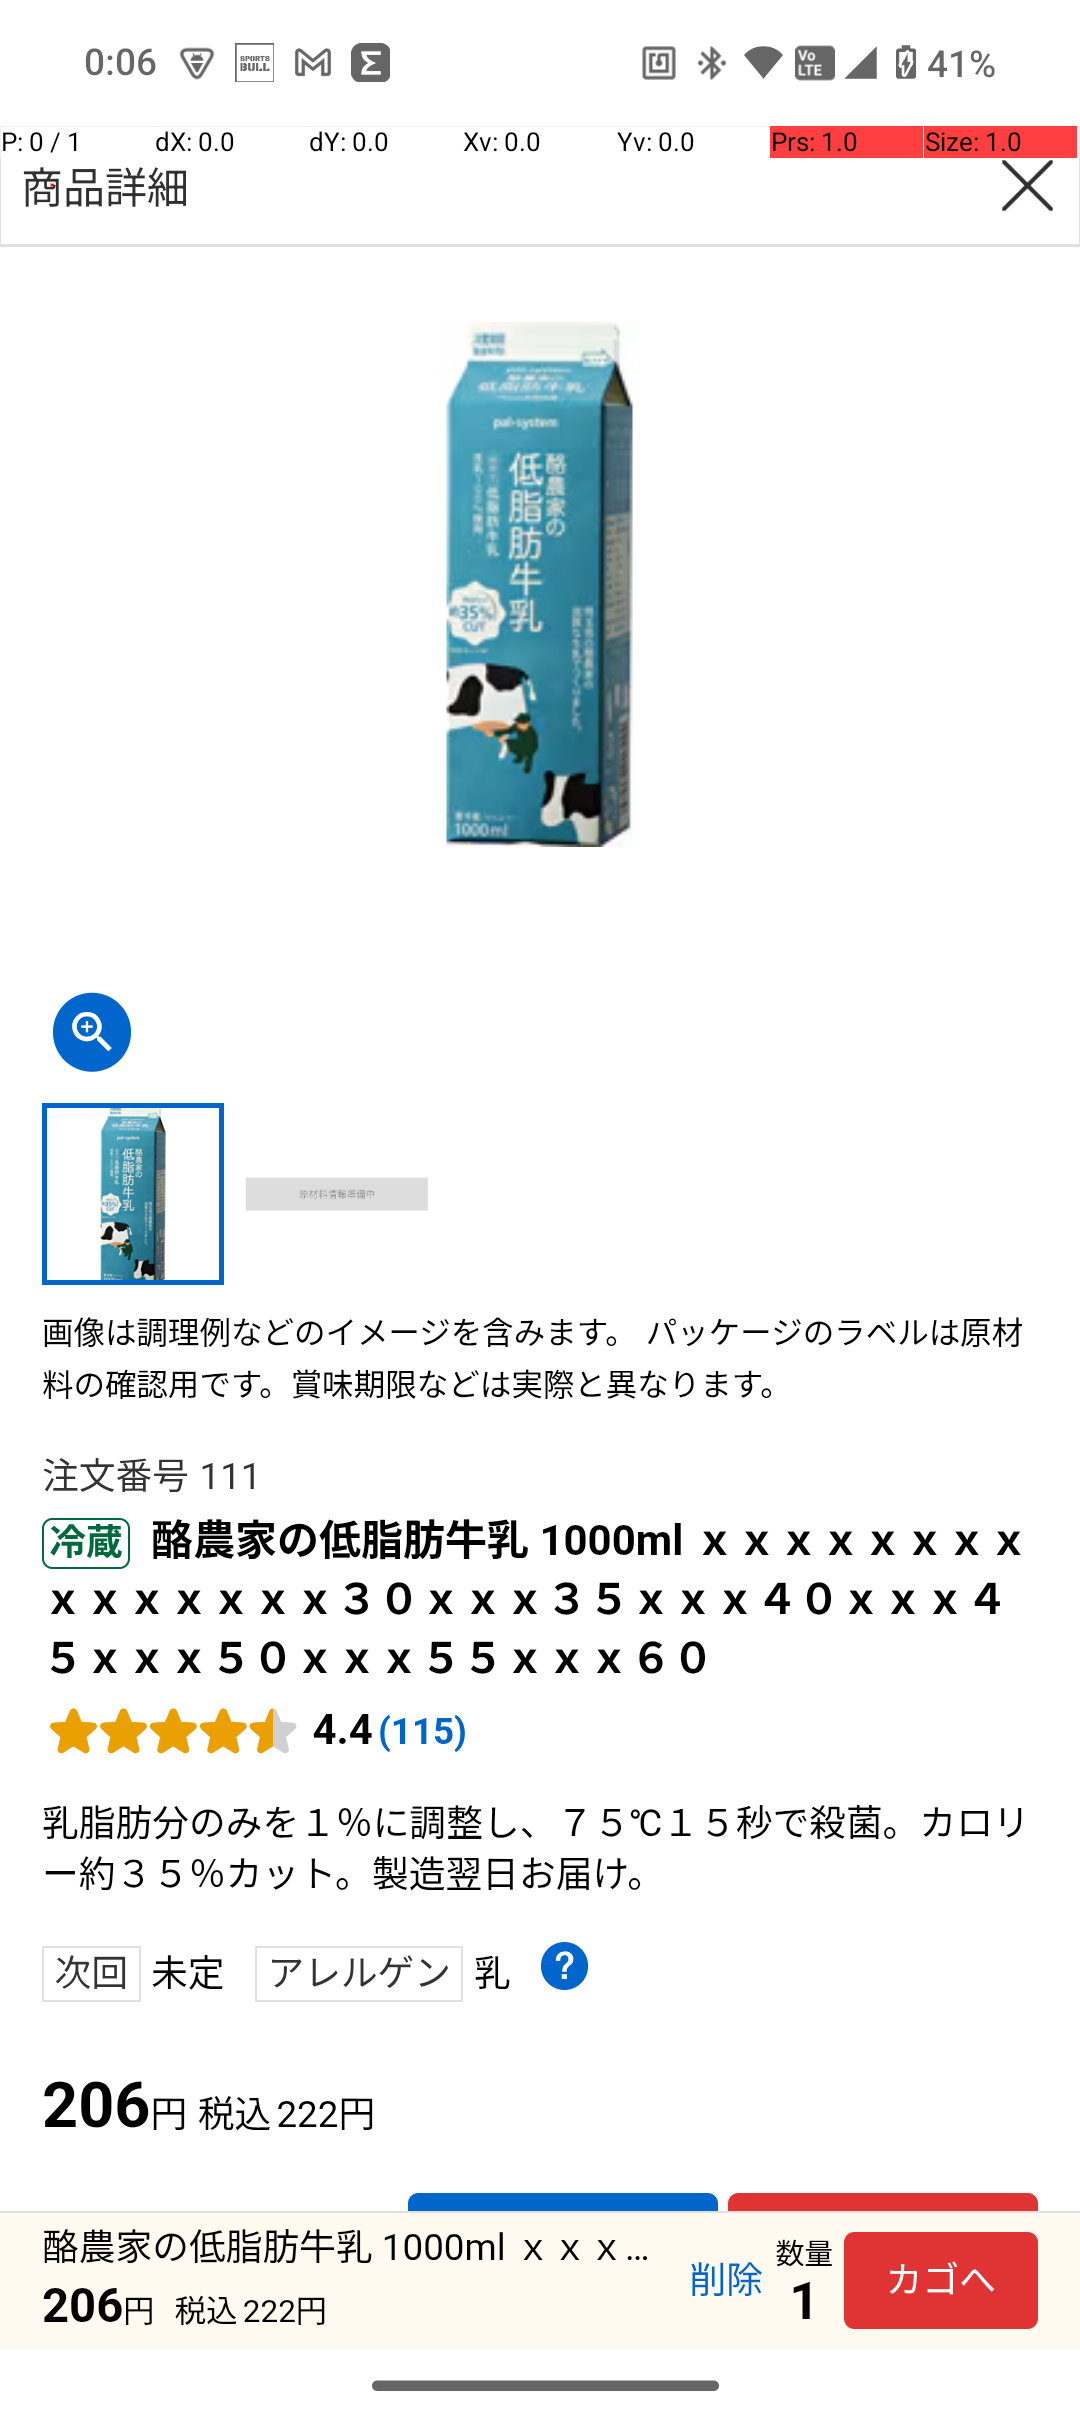 0:06
SPORTS
BULL
Vo
LTE
41%
P: 0 / 1 dX: 0.0 dY: 0.0 Xv: 0.0 Yv: 0.0 Prs: 1.0 Size: 1.0
商品詳細
pal-system
酪農家の
低脂肪牛乳
35%
CUT
1000ml
原材料情報準備中
画像は調理例などのイメージを含みます。 パッケージのラベルは原材
料の確認用です。賞味期限などは実際と異なります。
注文番号 111
冷蔵 酪農家の低脂肪牛乳 1000ml ｘｘｘｘｘｘｘｘ
ｘｘｘｘｘｘｘ３０ｘｘｘ３５ｘｘｘ４０ｘｘｘ４
５ｘｘｘ５０ｘｘｘ５５ｘｘｘ６０
4.4 (115)
乳脂肪分のみを１％に調整し、７５℃１５秒で殺菌。カロリ
ー約３５％カット。製造翌日お届け。
次回 未定 アレルゲン 乳 ?
206円 税込 222円
酪農家の低脂肪牛乳 1000ml ｘｘｘ...
206円 税込 222円
削除
数量
1
カゴへ